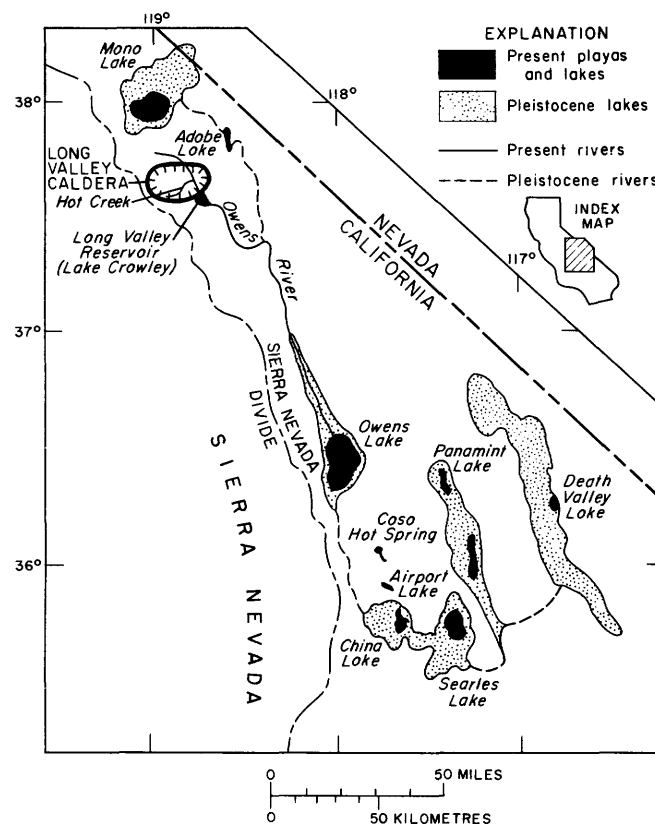 119°
118°
117°
38°
37°
36°
EXPLANATION
Present playas
and lakes
Pleistocene lakes
Present rivers
Pleistocene rivers
INDEX
MAP
Mono
Lake
Adobe
Lake
LONG
VALLEY
CALDERA
Hot Creek
Long Valley
Reservoir
(Lake Crowley)
Owens
River
NEVADA
CALIFORNIA
SIERRA NEVADA
DIVIDE
SIERRA NEVADA
Owens
Lake
Panamint
Lake
Death
Valley
Lake
Coso
Hot Spring
Airport
Lake
China
Lake
Searles
Lake
0 50 MILES
0 50 KILOMETRES